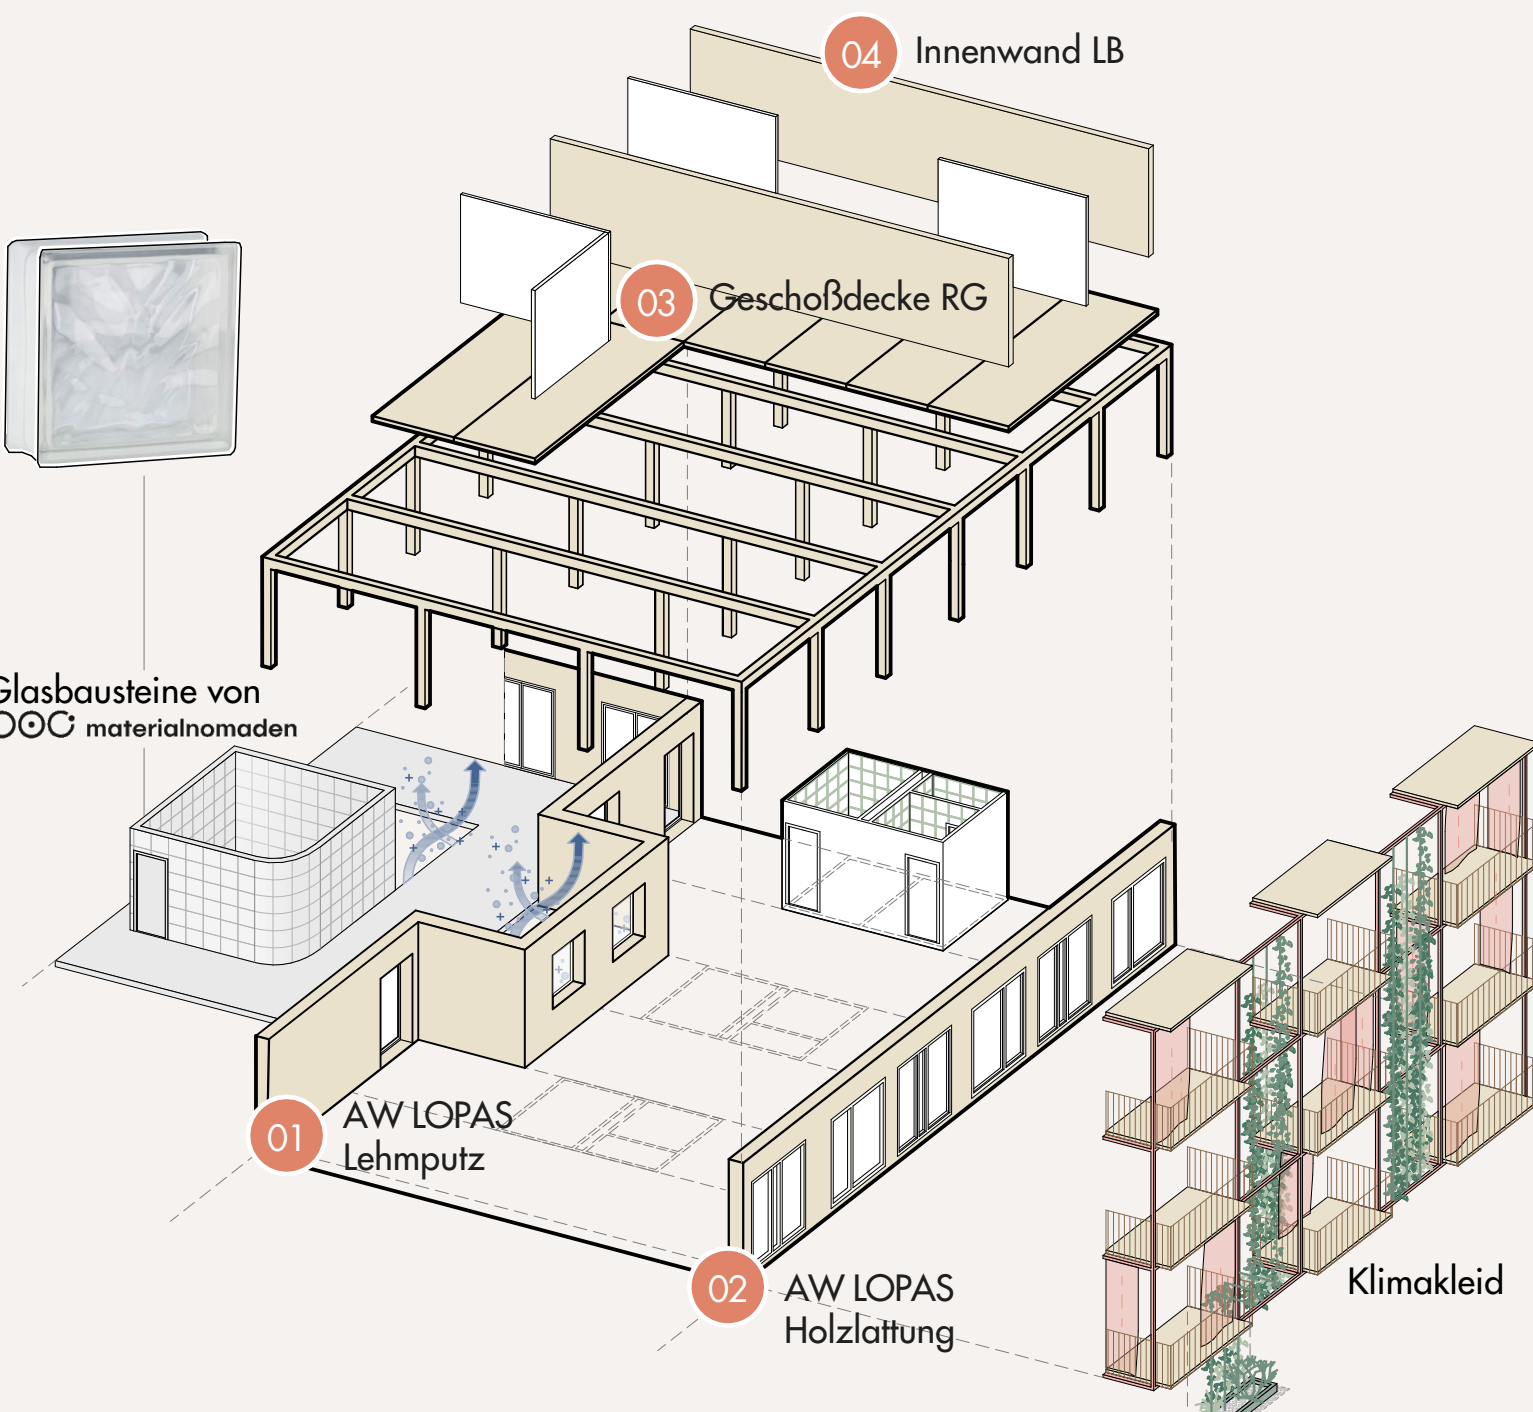 04 Innenwand LB
03 Geschoßdecke RG
Glasbausteine von
materialnomaden
01 AW LOPAS
Lehmputz
02 AW LOPAS
Holzlattung
Klimakleid